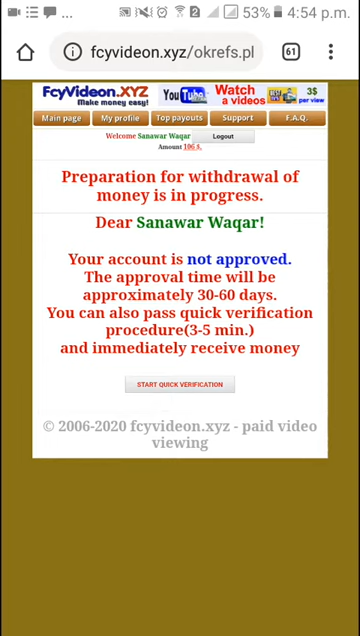 53% 4:54 p.m.
fcyvideon.xyz/okrefs.pl
61
FcyVideon.XYZ
Make money easy!
YouTube
Watch
a videos
3$
per view
Main page
My profile
Top payouts
Support
F.A.Q.
Welcome Sanawar Waqar
Logout
Amount 106 $.
Preparation for withdrawal of
money is in progress.
Dear Sanawar Waqar!
Your account is not approved.
The approval time will be
approximately 30-60 days.
You can also pass quick verification
procedure(3-5 min.)
and immediately receive money
START QUICK VERIFICATION
© 2006-2020 fcyvideon.xyz - paid video
viewing